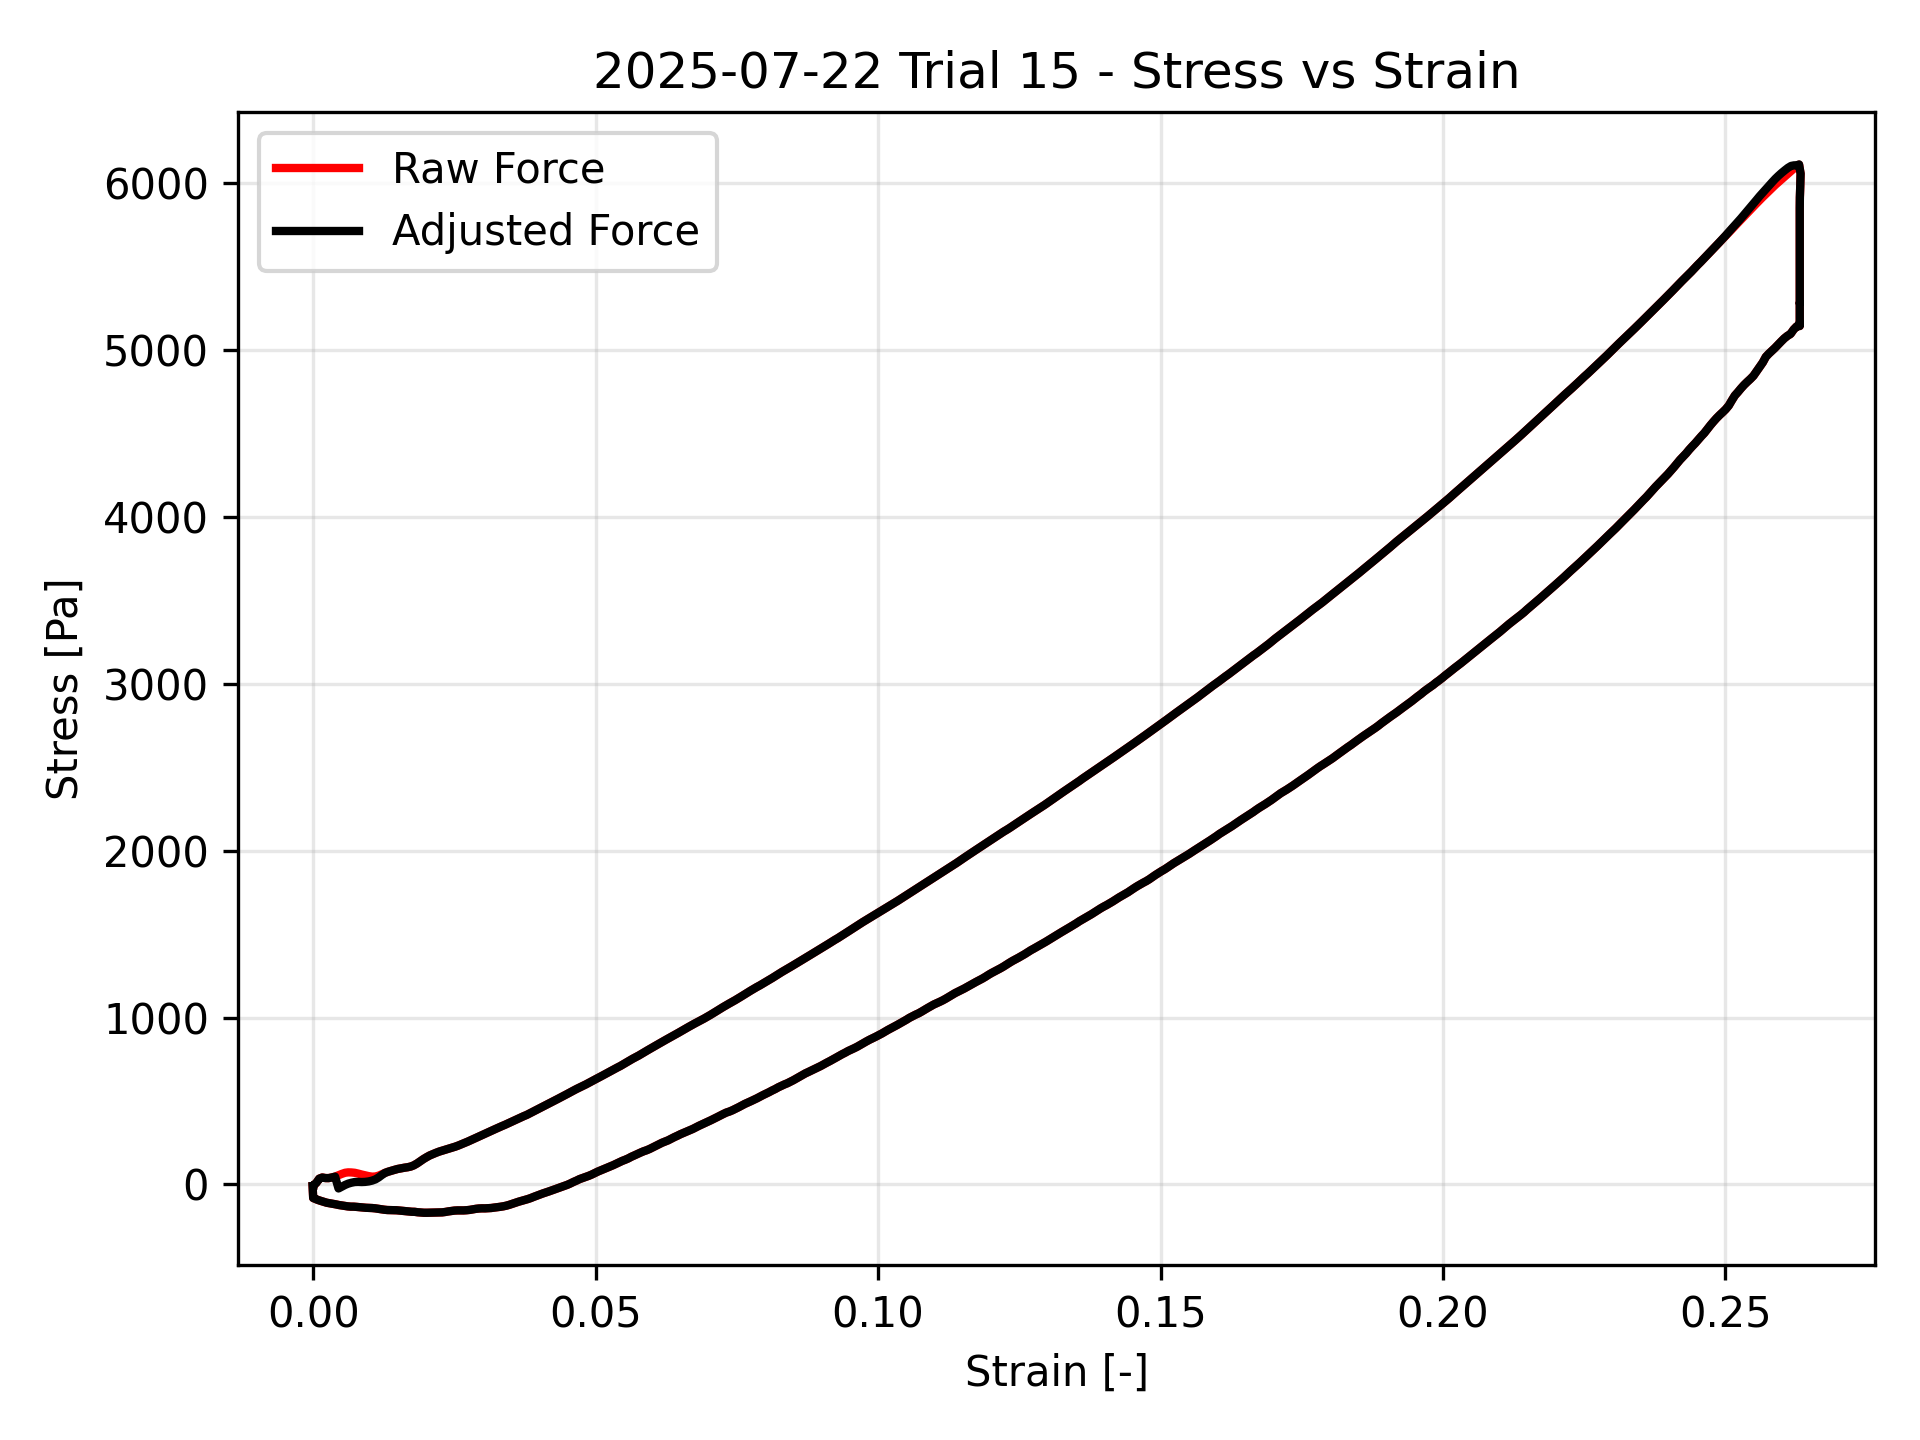 2025-07-22 Trial 15 - Stress vs Strain
Raw Force
Adjusted Force
6000
5000
4000
3000
2000
1000
0
Stress [Pa]
0.00 0.05 0.10 0.15 0.20 0.25
Strain [-]